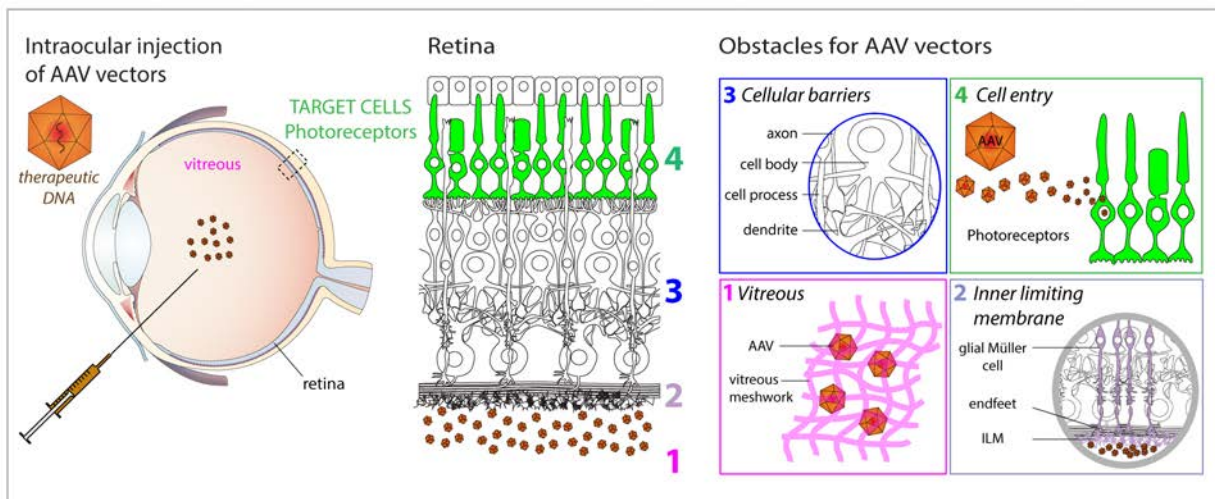 Intraocular injection
of AAV vectors
therapeutic
DNA
vitreous
retina
Retina
TARGET CELLS
Photoreceptors
4
3
2
1
Obstacles for AAV vectors
3 Cellular barriers
axon
cell body
cell process
dendrite
4 Cell entry
AAV
Photoreceptors
1 Vitreous
AAV
vitreous
meshwork
2 Inner limiting
membrane
glial Müller
cell
endfeet
ILM